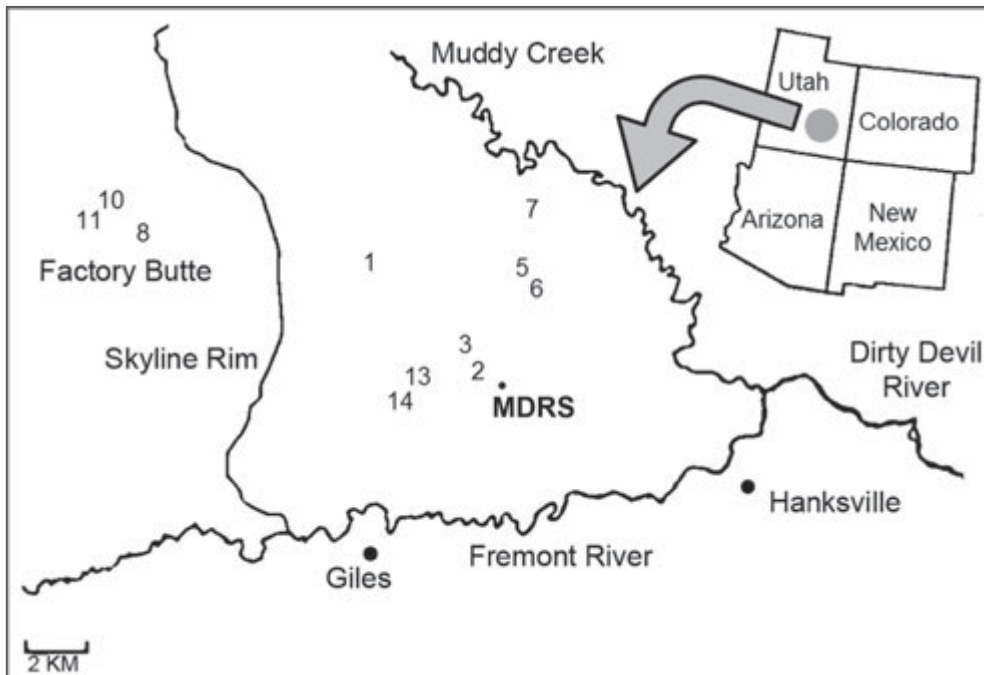 Muddy Creek
Utah
Colorado
Arizona
New
Mexico
10
11
8
Factory Butte
7
1
5
6
Skyline Rim
3
2
13
14
MDRS
Dirty Devil
River
Hanksville
Fremont River
Giles
2 KM